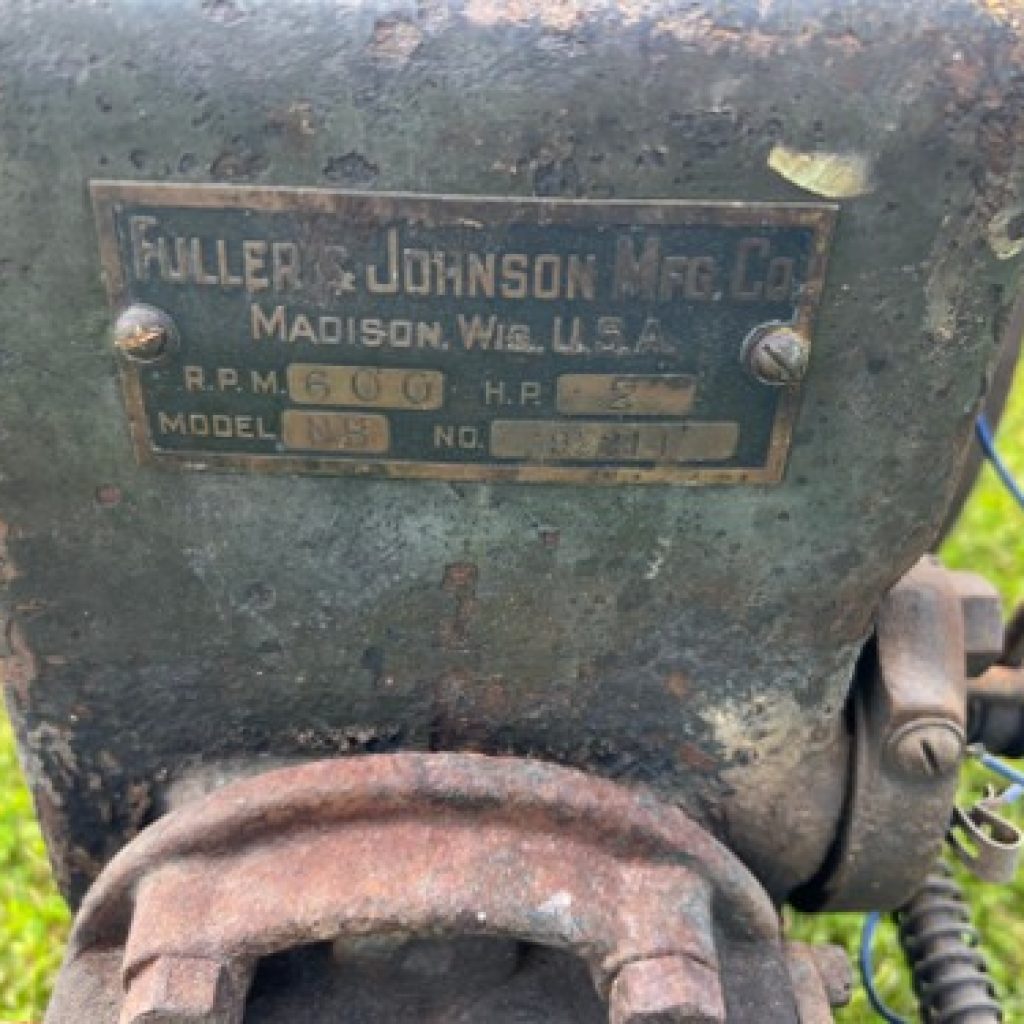 FULLER & JOHNSON MFG. CO.
MADISON, WIS. U.S.A.
R.P.M. 600 H.P. 2
MODEL NB NO.